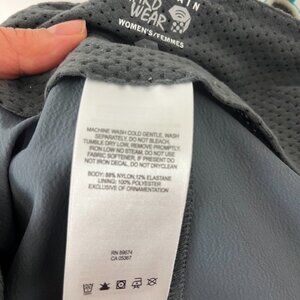 WEAR
WOMEN'S/FEMMES
MACHINE WASH COLD GENTLE, WASH
SEPARATELY, DO NOT BLEACH,
TUMBLE DRY LOW, REMOVE PROMPTLY,
IRON LOW NO STEAM, DO NOT USE
FABRIC SOFTENER, IF PRESENT DO
NOT IRON DECAL, DO NOT DRYCLEAN
BODY: 88% NYLON,12% ELASTANE
LINING: 100% POLYESTER
EXCLUSIVE OF ORNAMENTATION
RN 89674
CA 05367